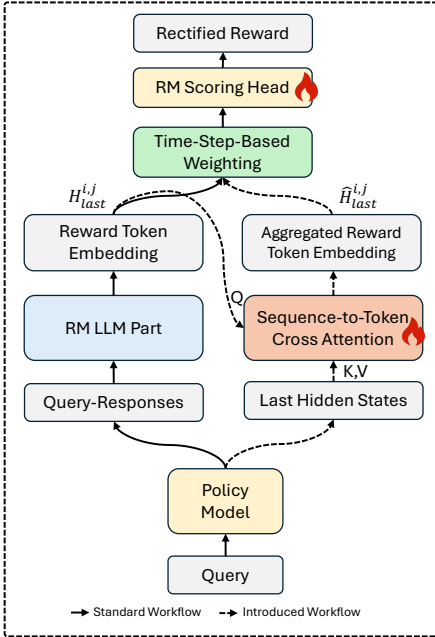 Rectified Reward
RM Scoring Head
Time-Step-Based
Weighting
$H_{last}^{i,j}$
$\widehat{H}_{last}^{i,j}$
Reward Token
Embedding
Aggregated Reward
Token Embedding
Q
RM LLM Part
Sequence-to-Token
Cross Attention
K,V
Query-Responses
Last Hidden States
Policy
Model
Query
Standard Workflow
Introduced Workflow